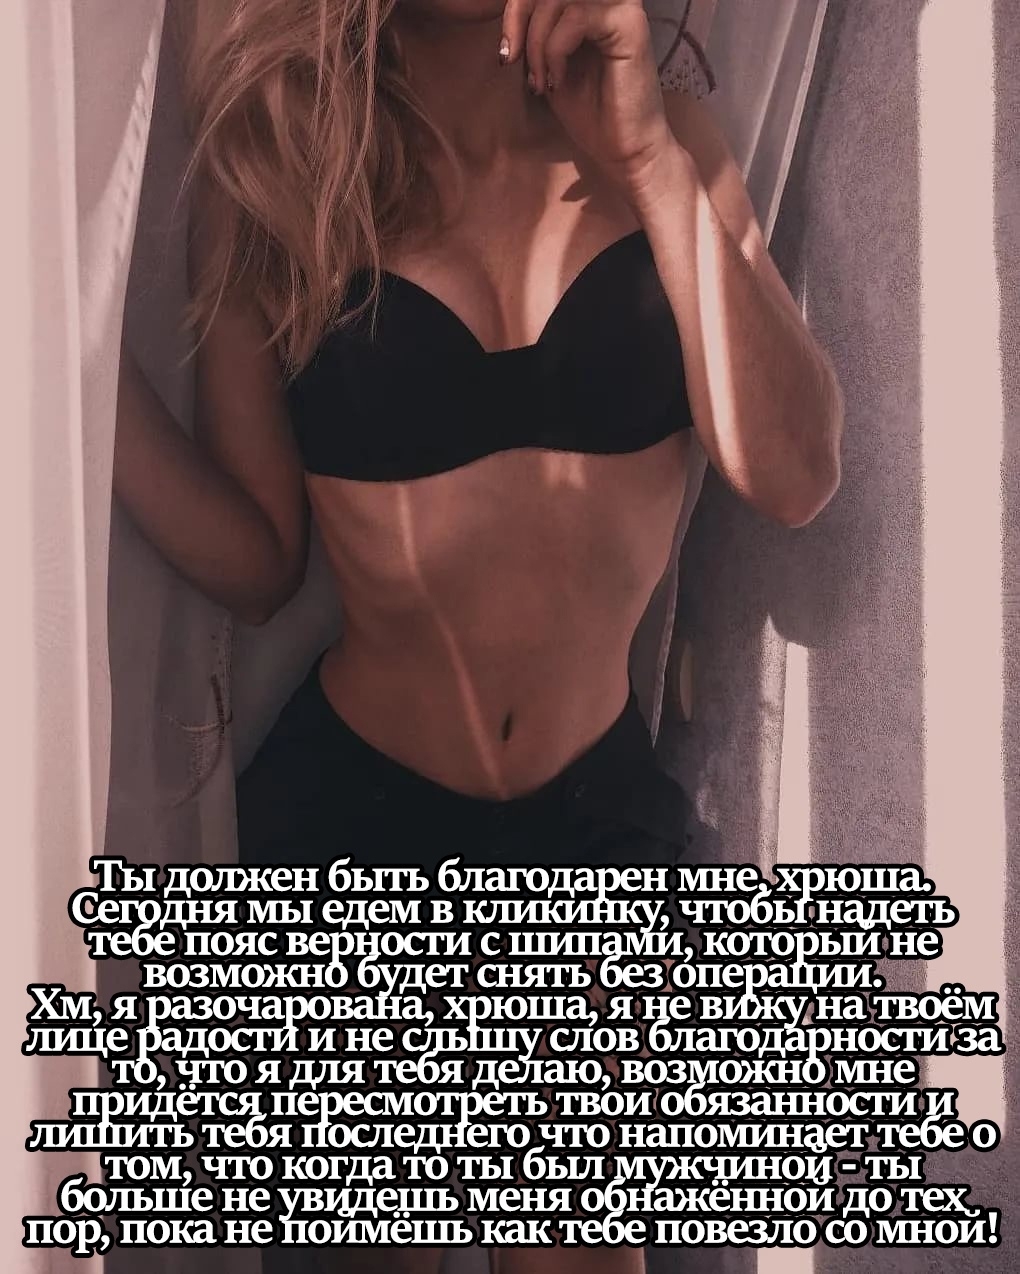 Ты должен быть благодарен мне, хрюша.
Сегодня мы едем в кликинку, чтобы надеть
тебе пояс верности с шипами, который не
возможно будет снять без операции.
Хм, я разочарована, хрюша, я не вижу на твоём
лице радости и не слышу слов благодарности за
то, что я для тебя делаю, возможно мне
придётся пересмотреть твои обязанности и
лишить тебя последнего что напоминает тебе о
том, что когда то ты был мужчиной - ты
больше не увидешь меня обнажённой до тех
пор, пока не поймёшь как тебе повезло со мной!